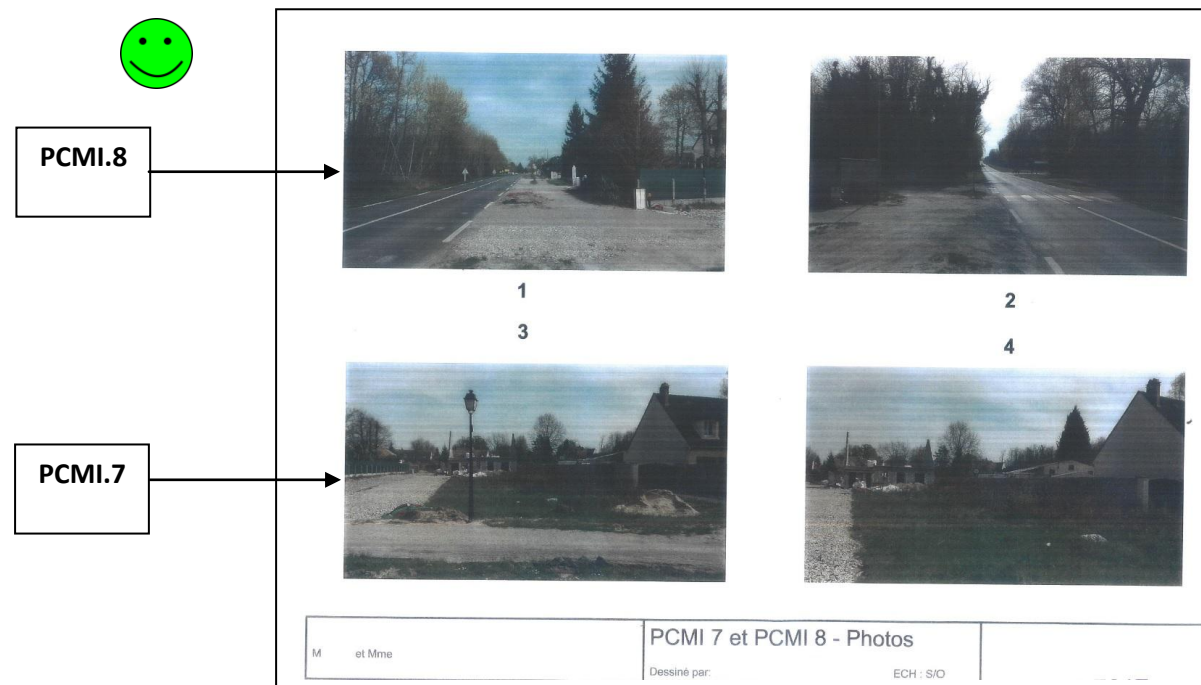 PCMI.8
1
2
3
4
PCMI.7
M et Mme
PCMI 7 et PCMI 8 - Photos
Dessiné par:
ECH : S/O